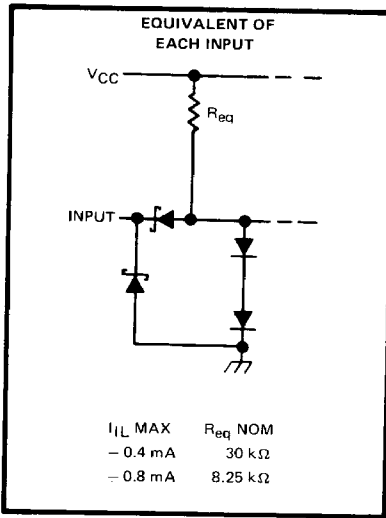 EQUIVALENT OF
EACH INPUT
VCC
Req
INPUT
IIL MAX Req NOM
– 0.4 mA 30 kΩ
– 0.8 mA 8.25 kΩ